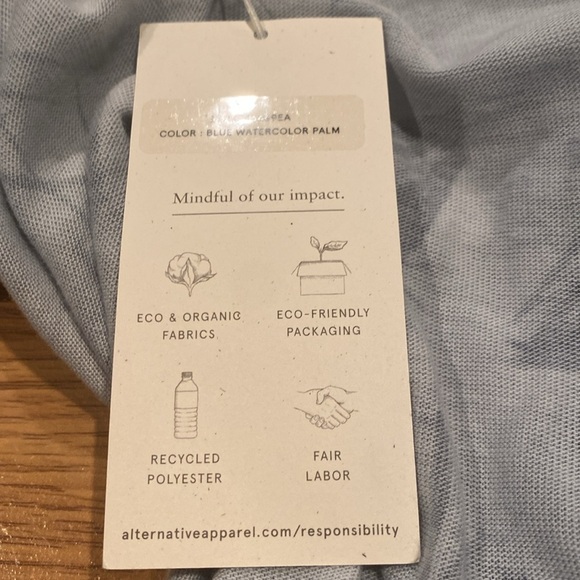 COLOR : BLUE WATERCOLOR PALM
Mindful of our impact.
ECO & ORGANIC
FABRICS
ECO-FRIENDLY
PACKAGING
RECYCLED
POLYESTER
FAIR
LABOR
alternativeapparel.com/responsibility